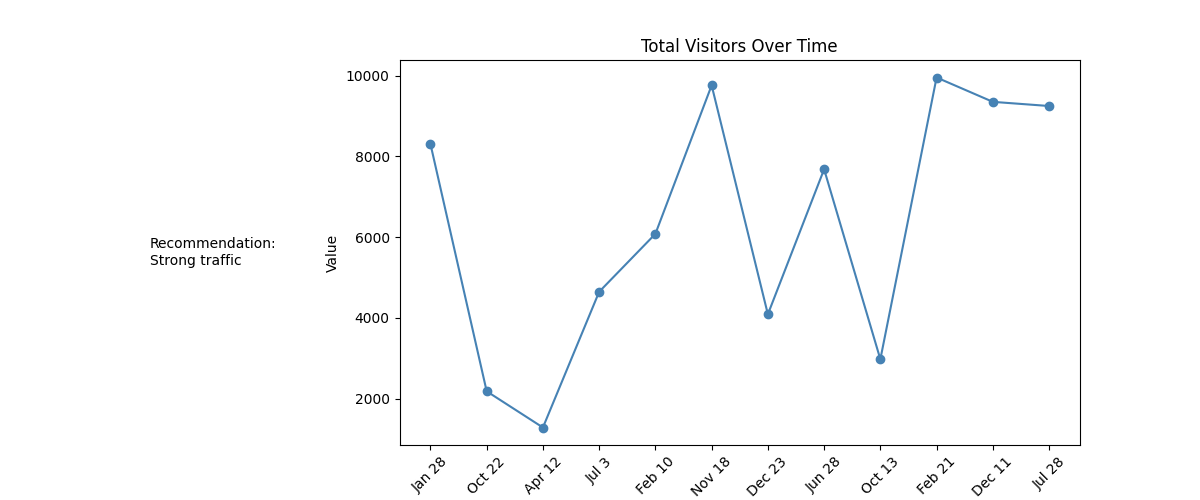 Total Visitors Over Time
Recommendation:
Strong traffic
Value
10000
8000
6000
4000
2000
Jan 28
Oct 22
Apr 12
Jul 3
Feb 10
Nov 18
Dec 23
Jun 28
Oct 13
Feb 21
Dec 11
Jul 28